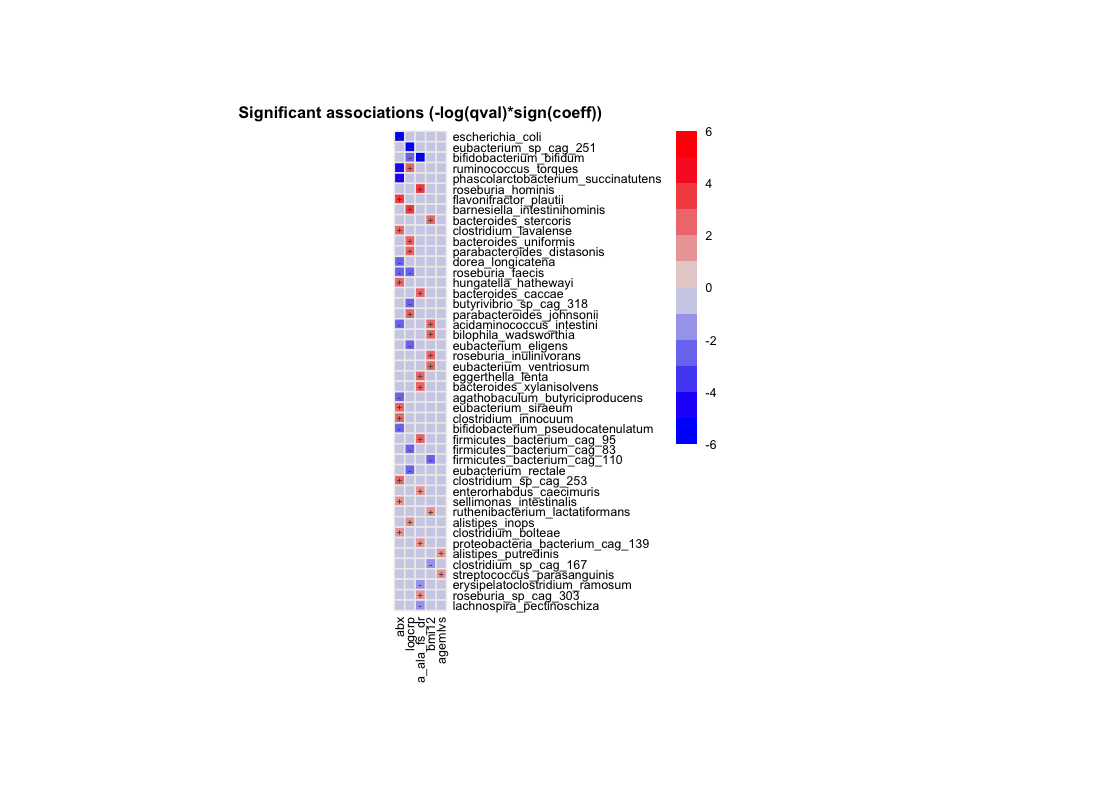 Significant associations (-log(qval)*sign(coeff))
escherichia_coli
eubacterium_sp_cag_251
bifidobacterium_bifidum
ruminococcus_torques
phascolarctobacterium_succinatutens
roseburia_hominis
flavonifractor_plautii
barnesiella_intestinihominis
bacteroides_stercoris
clostridium_lavalense
bacteroides_uniformis
parabacteroides_distasonis
dorea_longicatena
roseburia_faecis
hungatella_hathewayi
bacteroides_caccae
butyrivibrio_sp_cag_318
parabacteroides_johnsonii
acidaminococcus_intestini
bilophila_wadsworthia
eubacterium_eligens
roseburia_inulinivorans
eubacterium_ventriosum
eggerthella_lenta
bacteroides_xylanisolvens
agathobaculum_butyriciproducens
eubacterium_siraeum
clostridium_innocuum
bifidobacterium_pseudocatenulatum
firmicutes_bacterium_cag_95
firmicutes_bacterium_cag_83
firmicutes_bacterium_cag_110
eubacterium_rectale
clostridium_sp_cag_253
enterorhabdus_caecimuris
sellimonas_intestinalis
ruthenibacterium_lactatiformans
alistipes_inops
clostridium_bolteae
proteobacteria_bacterium_cag_139
alistipes_putredinis
clostridium_sp_cag_167
streptococcus_parasanguinis
erysipelatoclostridium_ramosum
roseburia_sp_cag_303
lachnospira_pectinoschiza
abx
logcrp
a_ala_fs_dr
bmi12
agemlvs
6
4
2
0
-2
-4
-6